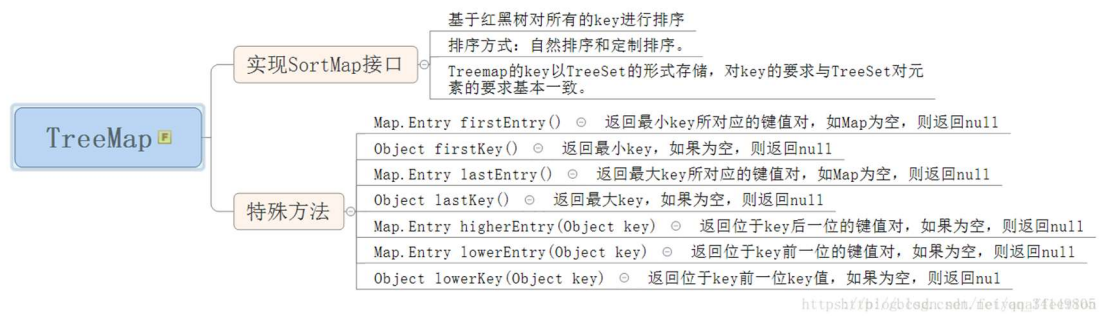 TreeMap
实现SortMap接口
基于红黑树对所有的key进行排序
排序方式：自然排序和定制排序。
Treemap的key以TreeSet的形式存储，对key的要求与TreeSet对元
素的要求基本一致。
特殊方法
Map.Entry firstEntry() 返回最小key所对应的键值对，如Map为空，则返回null
Object firstKey() 返回最小key，如果为空，则返回null
Map.Entry lastEntry() 返回最大key所对应的键值对，如Map为空，则返回null
Object lastKey() 返回最大key，如果为空，则返回null
Map.Entry higherEntry(Object key) 返回位于key后一位的键值对，如果为空，则返回null
Map.Entry lowerEntry(Object key) 返回位于key前一位的键值对，如果为空，则返回null
Object lowerKey(Object key) 返回位于key前一位key值，如果为空，则返回nul